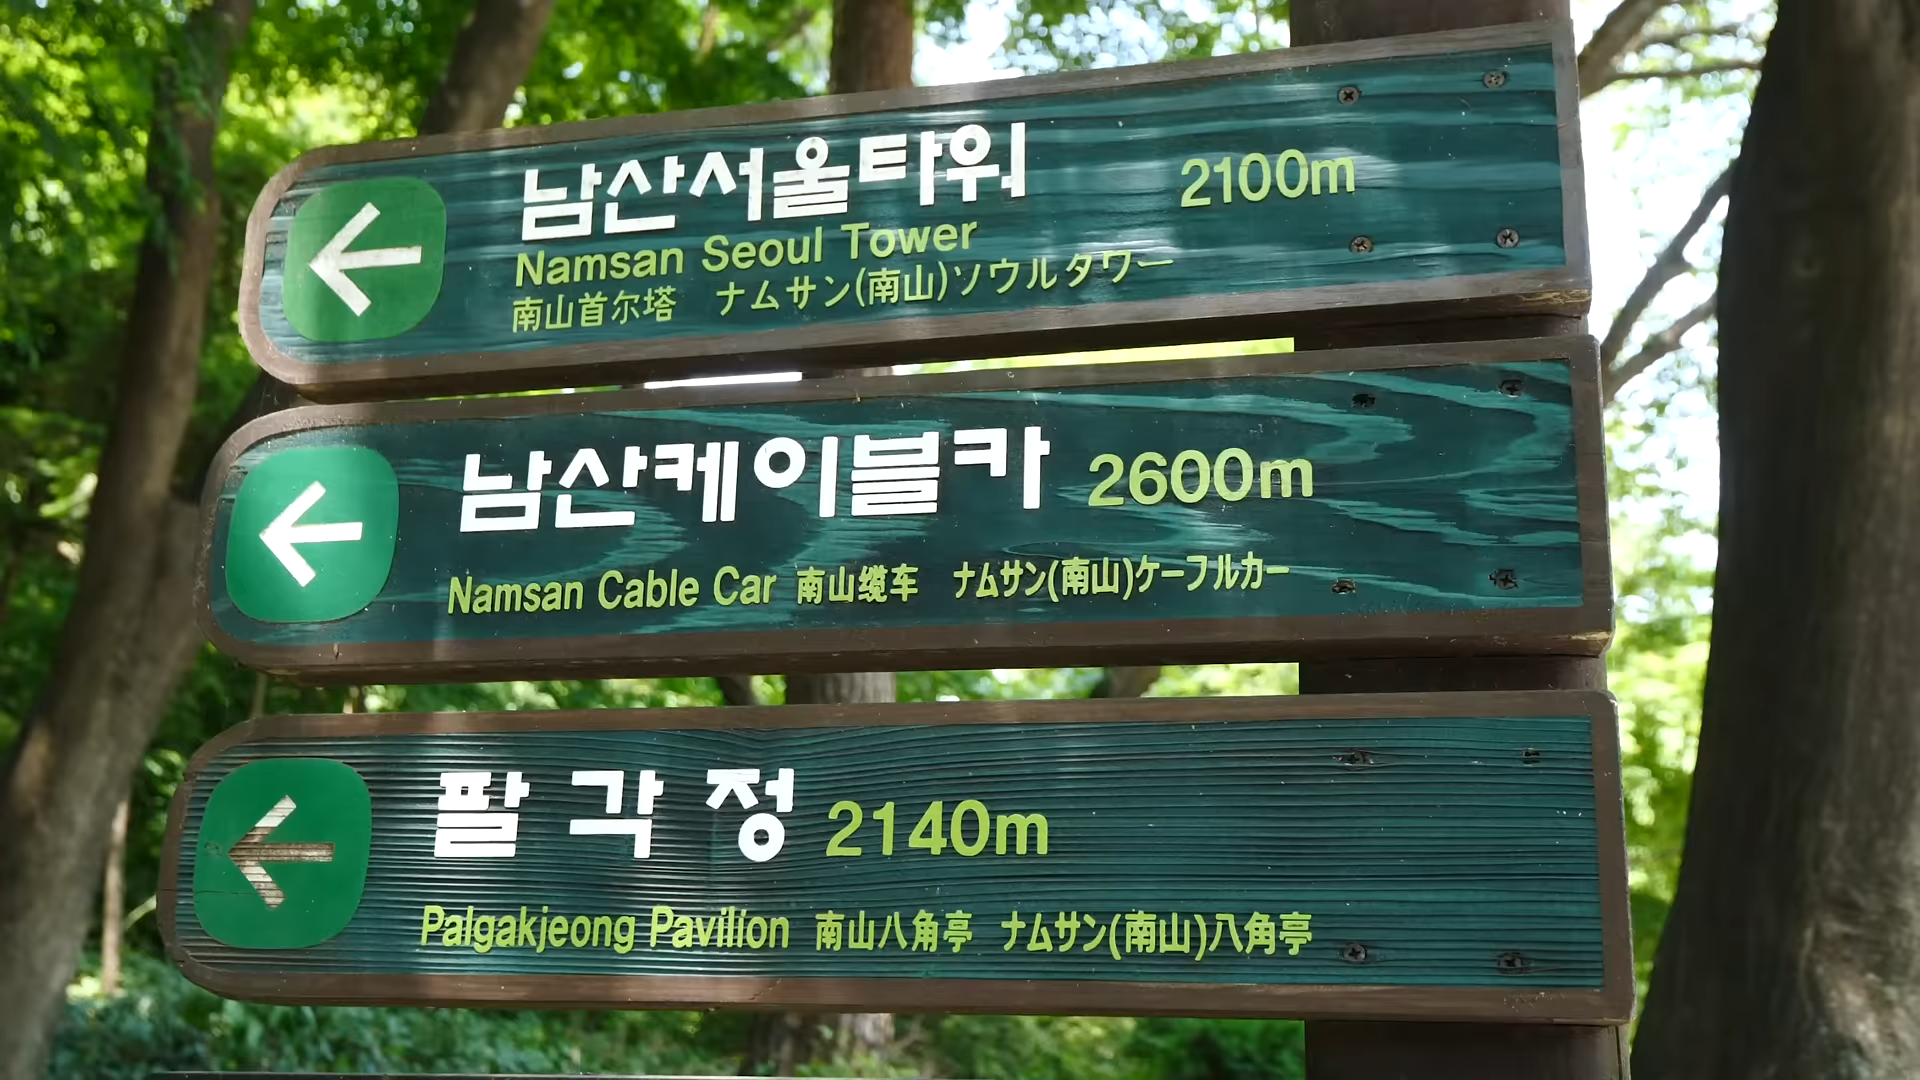 남산서울타워 2100m
Namsan Seoul Tower
南山首尔塔 ナムサン(南山)ソウルタワー
남산케이블카 2600m
Namsan Cable Car 南山缆车 ナムサン(南山)ケーフルカー
팔각정 2140m
Palgakjeong Pavilion 南山八角亭 ナムサン(南山)八角亭